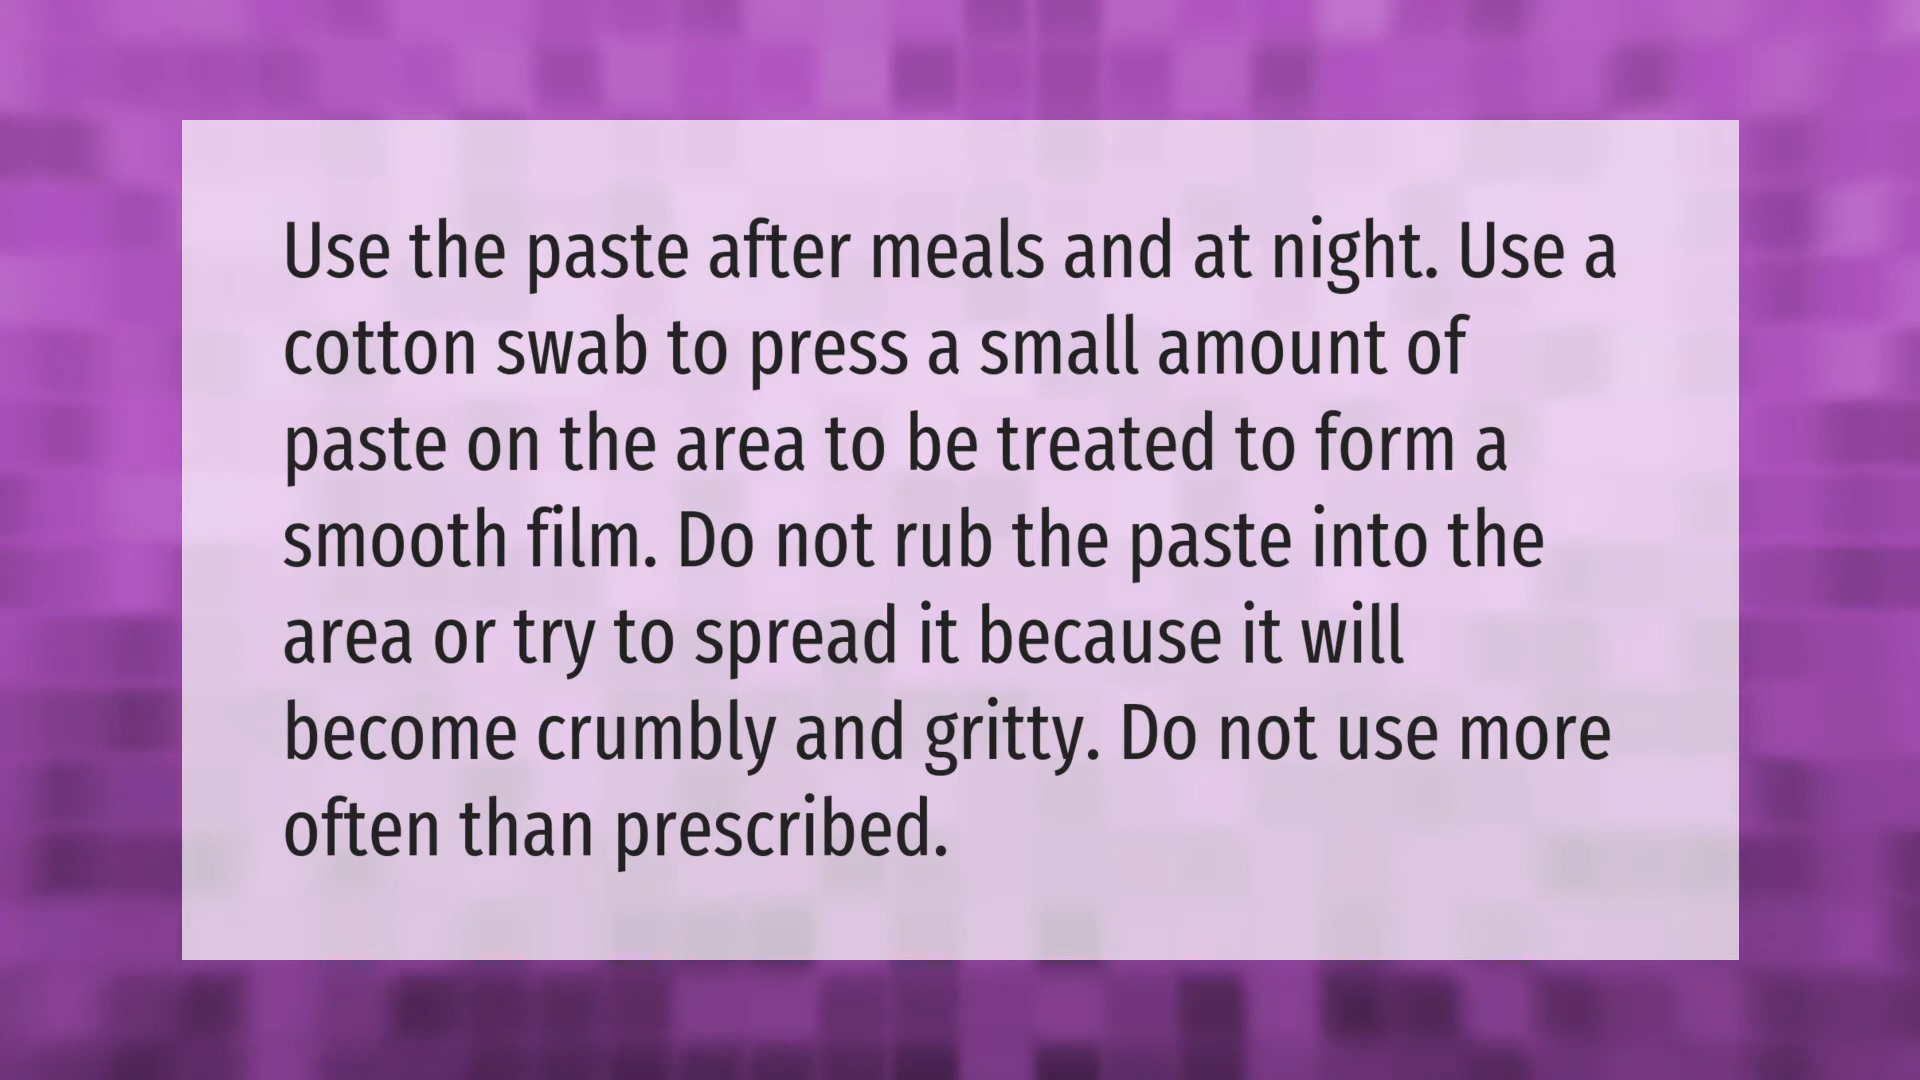 Use the paste after meals and at night. Use a
cotton swab to press a small amount of
paste on the area to be treated to form a
smooth film. Do not rub the paste into the
area or try to spread it because it will
become crumbly and gritty. Do not use more
often than prescribed.